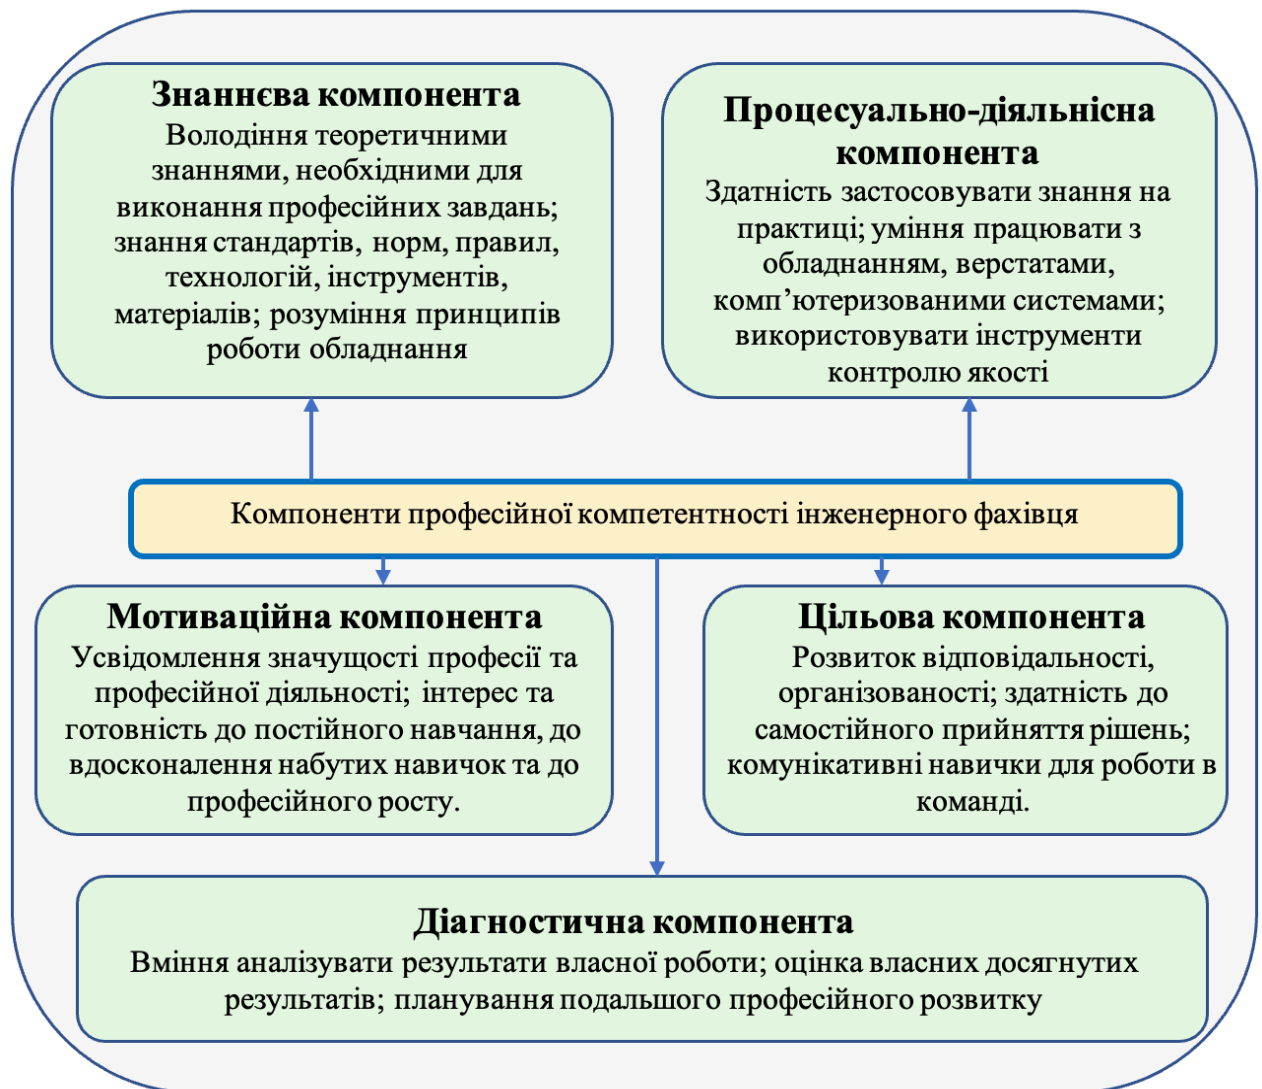 Знаннєва компонента
Володіння теоретичними
знаннями, необхідними для
виконання професійних завдань;
знання стандартів, норм, правил,
технологій, інструментів,
матеріалів; розуміння принципів
роботи обладнання
Процесуально-діяльнісна
компонента
Здатність застосовувати знання на
практиці; уміння працювати з
обладнанням, верстатами,
комп’ютеризованими системами;
використовувати інструменти
контролю якості
Компоненти професійної компетентності інженерного фахівця
Мотиваційна компонента
Усвідомлення значущості професії та
професійної діяльності; інтерес та
готовність до постійного навчання, до
вдосконалення набутих навичок та до
професійного росту.
Цільова компонента
Розвиток відповідальності,
організованості; здатність до
самостійного прийняття рішень;
комунікативні навички для роботи в
команді.
Діагностична компонента
Вміння аналізувати результати власної роботи; оцінка власних досягнутих
результатів; планування подальшого професійного розвитку